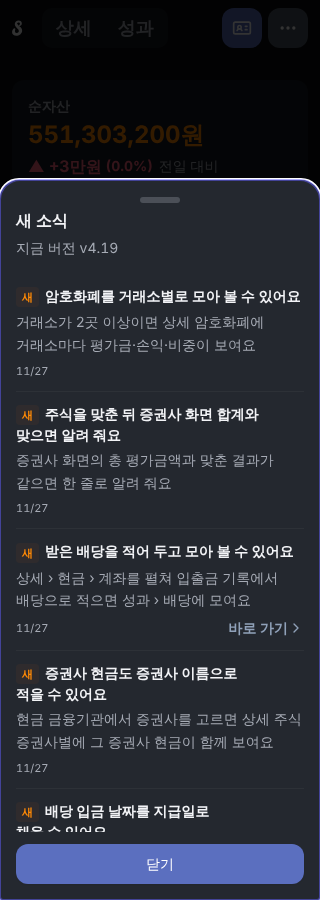 S
상세 성과
순자산
551,303,200원
▲ +3만원 (0.0%) 전일 대비
새 소식
지금 버전 v4.19
새 암호화폐를 거래소별로 모아 볼 수 있어요
거래소가 2곳 이상이면 상세 암호화폐에
거래소마다 평가금·손익·비중이 보여요
11/27
새 주식을 맞춘 뒤 증권사 화면 합계와
맞으면 알려 줘요
증권사 화면의 총 평가금액과 맞춘 결과가
같으면 한 줄로 알려 줘요
11/27
새 받은 배당을 적어 두고 모아 볼 수 있어요
상세 › 현금 › 계좌를 펼쳐 입출금 기록에서
배당으로 적으면 성과 › 배당에 모여요
11/27 바로 가기 >
새 증권사 현금도 증권사 이름으로
적을 수 있어요
현금 금융기관에서 증권사를 고르면 상세 주식
증권사별에 그 증권사 현금이 함께 보여요
11/27
새 배당 입금 날짜를 지급일로
채울 수 있어요
닫기